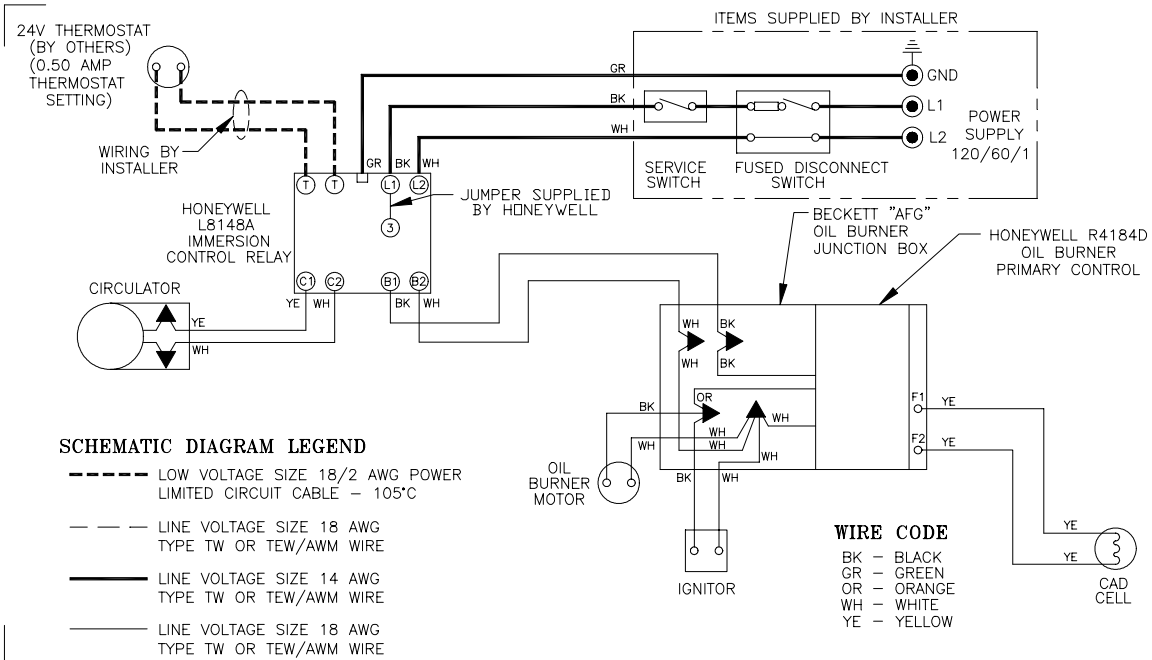 ITEMS SUPPLIED BY INSTALLER
24V THERMOSTAT
(BY OTHERS)
(0.50 AMP
THERMOSTAT
SETTING)
WIRING BY
INSTALLER
GR
BK
WH
GND
L1
L2
POWER
SUPPLY
120/60/1
SERVICE
SWITCH
FUSED DISCONNECT
SWITCH
GR BK WH
T T L1 L2
3
JUMPER SUPPLIED
BY HONEYWELL
HONEYWELL
L8148A
IMMERSION
CONTROL RELAY
C1 C2 B1 B2
YE WH BK WH
BECKETT "AFG"
OIL BURNER
JUNCTION BOX
HONEYWELL R4184D
OIL BURNER
PRIMARY CONTROL
CIRCULATOR
YE
WH
WH BK
WH BK
OR
BK
WH
WH
WH
WH
WH
BK WH
F1 YE
F2 YE
OIL
BURNER
MOTOR
IGNITOR
YE
YE
CAD
CELL
SCHEMATIC DIAGRAM LEGEND
LOW VOLTAGE SIZE 18/2 AWG POWER
LIMITED CIRCUIT CABLE - 105°C
LINE VOLTAGE SIZE 18 AWG
TYPE TW OR TEW/AWM WIRE
LINE VOLTAGE SIZE 14 AWG
TYPE TW OR TEW/AWM WIRE
LINE VOLTAGE SIZE 18 AWG
TYPE TW OR TEW/AWM WIRE
WIRE CODE
BK - BLACK
GR - GREEN
OR - ORANGE
WH - WHITE
YE - YELLOW